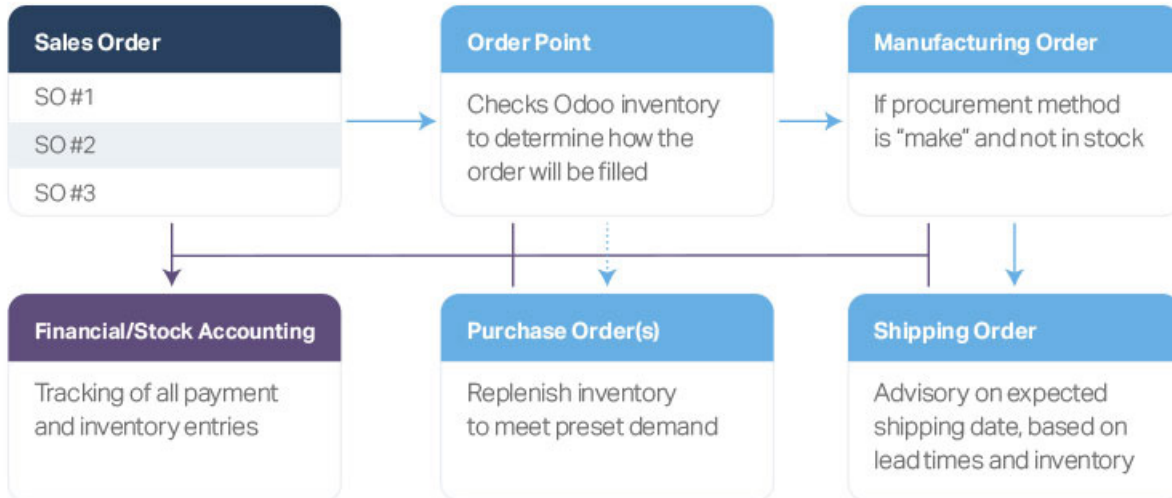 Sales Order
SO #1
SO #2
SO #3
Order Point
Checks Odoo inventory
to determine how the
order will be filled
Manufacturing Order
If procurement method
is “make” and not in stock
Financial/Stock Accounting
Tracking of all payment
and inventory entries
Purchase Order(s)
Replenish inventory
to meet preset demand
Shipping Order
Advisory on expected
shipping date, based on
lead times and inventory